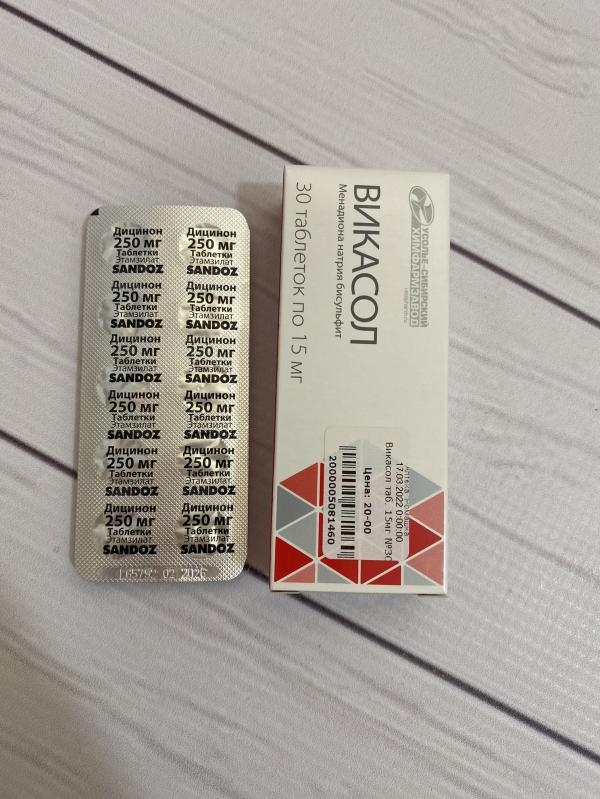 Дицинон
250 мг
Таблетки
Этамзилат
SANDOZ
Дицинон
250 мг
Таблетки
Этамзилат
SANDOZ
Дицинон
250 мг
Таблетки
Этамзилат
SANDOZ
Дицинон
250 мг
Таблетки
Этамзилат
SANDOZ
Дицинон
250 мг
Таблетки
Этамзилат
SANDOZ
Дицинон
250 мг
Таблетки
Этамзилат
SANDOZ
Дицинон
250 мг
Таблетки
Этамзилат
SANDOZ
Дицинон
250 мг
Таблетки
Этамзилат
SANDOZ
Дицинон
250 мг
Таблетки
Этамзилат
SANDOZ
Дицинон
250 мг
Таблетки
Этамзилат
SANDOZ
Дицинон
250 мг
Таблетки
Этамзилат
SANDOZ
Дицинон
250 мг
Таблетки
Этамзилат
SANDOZ
02 2026
УСОЛЬЕ-СИБИРСКИЙ
ХИМФАРМЗАВОД
ВИКАСОЛ
Менадиона натрия бисульфит
30 таблеток по 15 мг
17.03.2022 0:00:00
Викасол таб. 15мг №30
Цена: 20-00
2000005081460